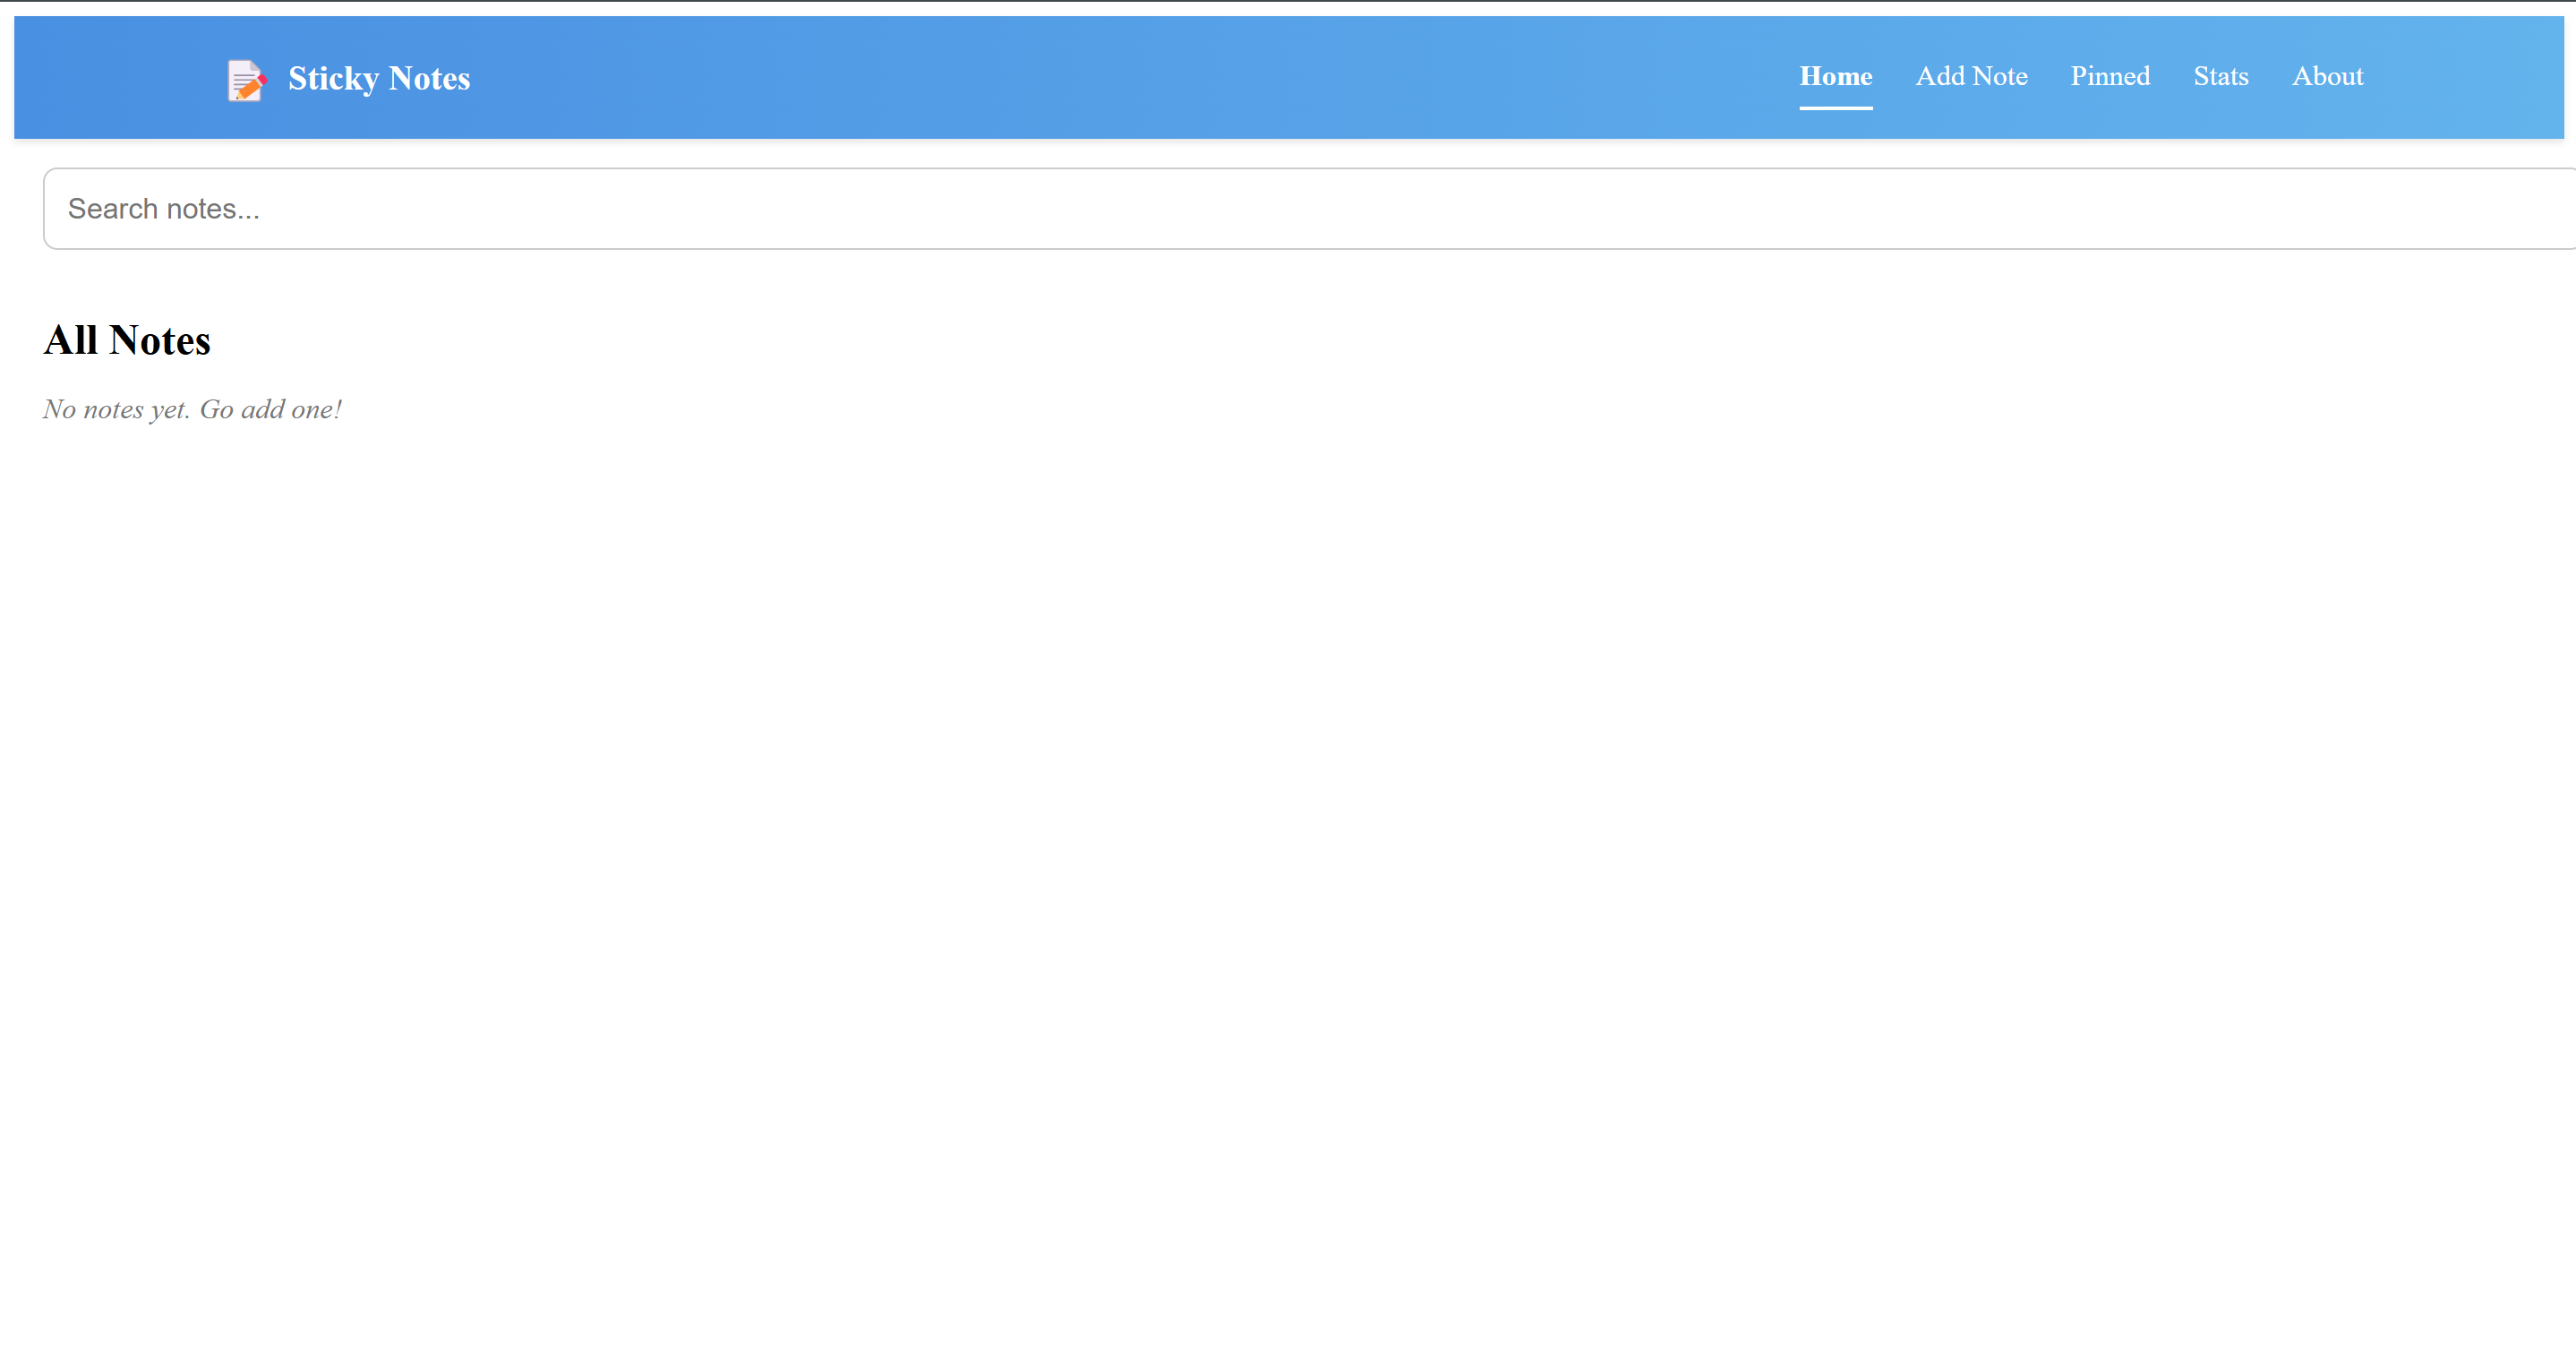 Sticky Notes
Home Add Note Pinned Stats About
Search notes...
All Notes
No notes yet. Go add one!